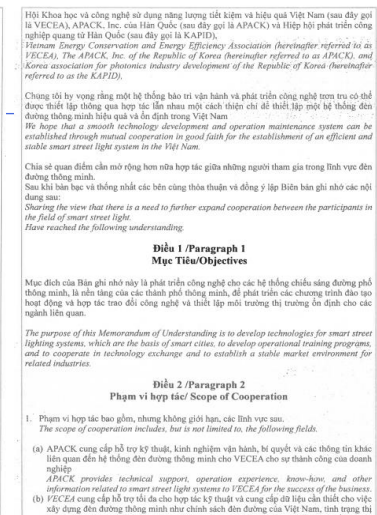 Hội Khoa học và công nghệ sử dụng năng lượng tiết kiệm và hiệu quả Việt Nam (sau đây gọi
là VECEA), APACK, Inc. của Hàn Quốc (sau đây gọi là APACK) và Hiệp hội phát triển công
nghiệp quang tử Hàn Quốc (sau đây gọi là KAPID),
Vietnam Energy Conservation and Energy Efficiency Association (hereinafter referred to as
VECEA), The APACK, Inc. of the Republic of Korea (hereinafter referred to as APACK). and
Korea association for photonics industry development of the Republic of Korea (hereinafter
referred to as the KAPID),
Chúng tôi hy vọng rằng một hệ thống bảo trì vận hành và phát triển công nghệ trơn tru có thể
được thiết lập thông qua hợp tác lẫn nhau một cách thiện chí để thiết lập một hệ thống đèn
đường thông minh hiệu quả và ổn định trong Việt Nam
We hope that a smooth technology development and operation maintenance system can be
established through mutual cooperation in good faith for the establishment of an efficient and
stable smart street light system in the Việt Nam.
Chia sẻ quan điểm cần mở rộng hơn nữa hợp tác giữa những người tham gia trong lĩnh vực đèn
đường thông minh.
Sau khi bàn bạc và thống nhất các bên cùng thỏa thuận và đồng ý lập Biên bản ghi nhớ các nội
dung sau:
Sharing the view that there is a need to further expand cooperation between the participants in
the field of smart street light.
Have reached the following understanding.
Điều 1 /Paragraph 1
Mục Tiêu/Objectives
Mục đích của Bản ghi nhớ này là phát triển công nghệ cho các hệ thống chiếu sáng đường phố
thông minh, là nền tảng của các thành phố thông minh, để phát triển các chương trình đào tạo
hoạt động và hợp tác trao đổi công nghệ và thiết lập môi trường thị trường ổn định cho các
ngành liên quan.
The purpose of this Memorandum of Understanding is to develop technologies for smart street
lighting systems, which are the basis of smart cities, to develop operational training programs,
and to cooperate in technology exchange and to establish a stable market environment for
related industries.
Điều 2 /Paragraph 2
Phạm vi hợp tác/ Scope of Cooperation
1. Phạm vi hợp tác bao gồm, nhưng không giới hạn, các lĩnh vực sau.
The scope of cooperation includes, but is not limited to, the following fields.
(a) APACK cung cấp hỗ trợ kỹ thuật, kinh nghiệm vận hành, bí quyết và các thông tin khác
liên quan đến hệ thống đèn đường thông minh cho VECEA cho sự thành công của doanh
nghiệp
APACK provides technical support, operation experience, know-how, and other
information related to smart street light systems to VECEA for the success of the business.
(b) VECEA cung cấp hỗ trợ tối đa cho hợp tác kỹ thuật và cung cấp dữ liệu cần thiết cho việc
xây dựng đèn đường thông minh như chính sách đèn đường của Việt Nam, tình trạng thị